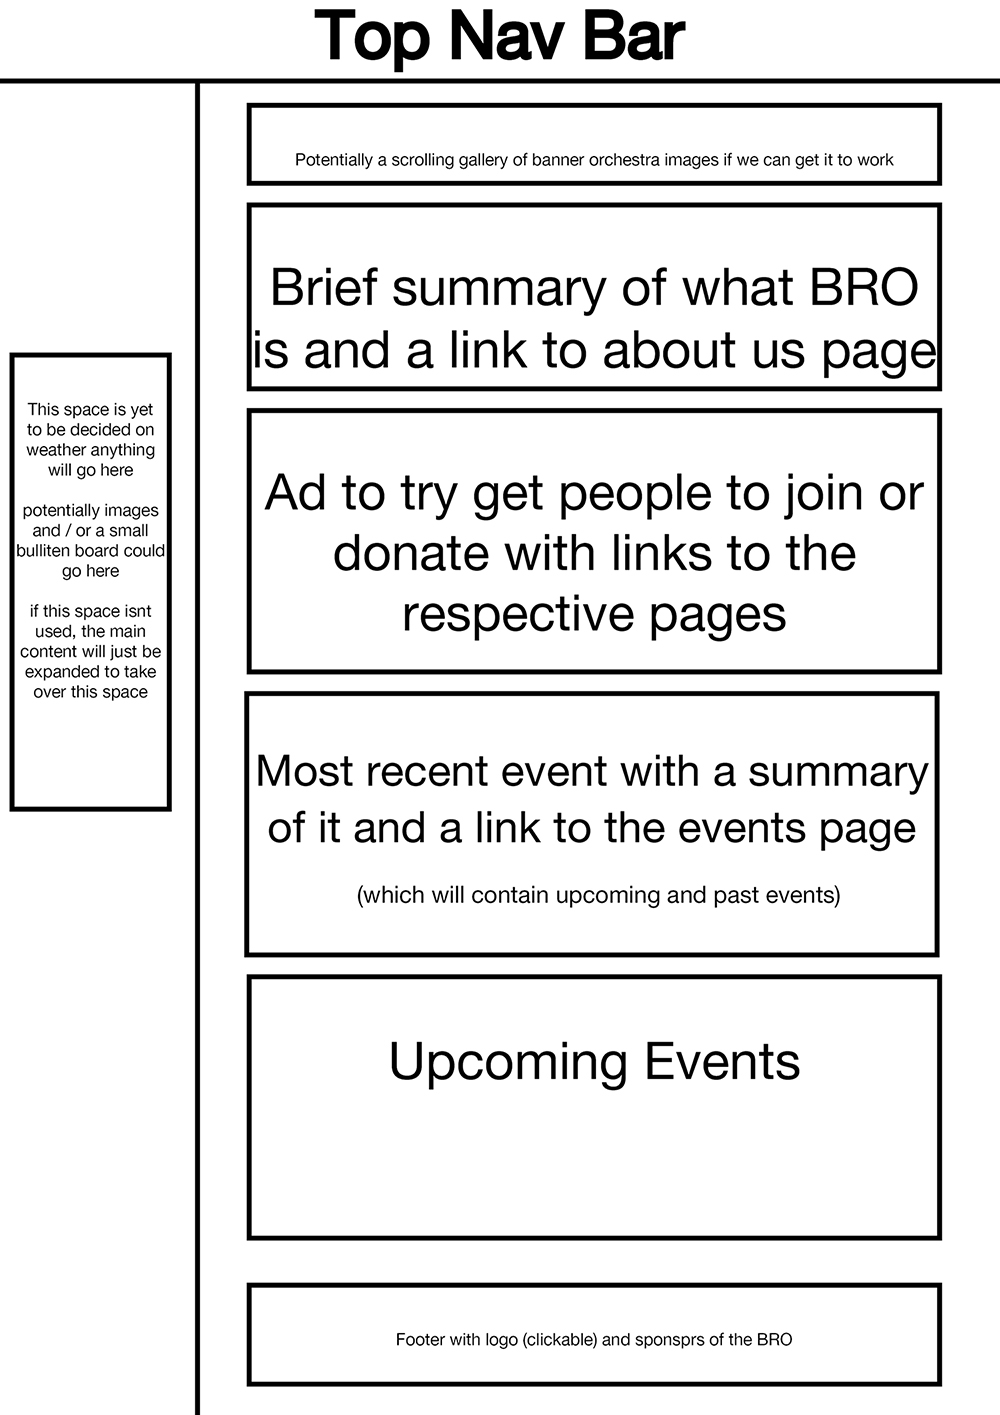 Top Nav Bar
Potentially a scrolling gallery of banner orchestra images if we can get it to work
Brief summary of what BRO
is and a link to about us page
This space is yet
to be decided on
weather anything
will go here
potentially images
and / or a small
bulliten board could
go here
if this space isnt
used, the main
content will just be
expanded to take
over this space
Ad to try get people to join or
donate with links to the
respective pages
Most recent event with a summary
of it and a link to the events page
(which will contain upcoming and past events)
Upcoming Events
Footer with logo (clickable) and sponsprs of the BRO